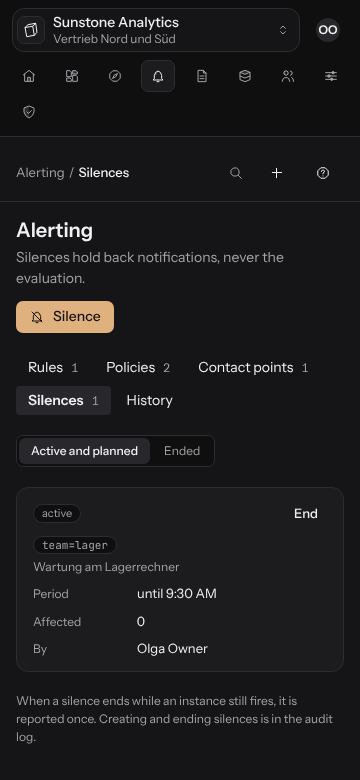 Sunstone Analytics
Vertrieb Nord und Süd
OO
Alerting / Silences
Alerting
Silences hold back notifications, never the
evaluation.
Silence
Rules 1
Policies 2
Contact points 1
Silences 1
History
Active and planned
Ended
active
End
team=lager
Wartung am Lagerrechner
Period until 9:30 AM
Affected 0
By Olga Owner
When a silence ends while an instance still fires, it is
reported once. Creating and ending silences is in the audit
log.